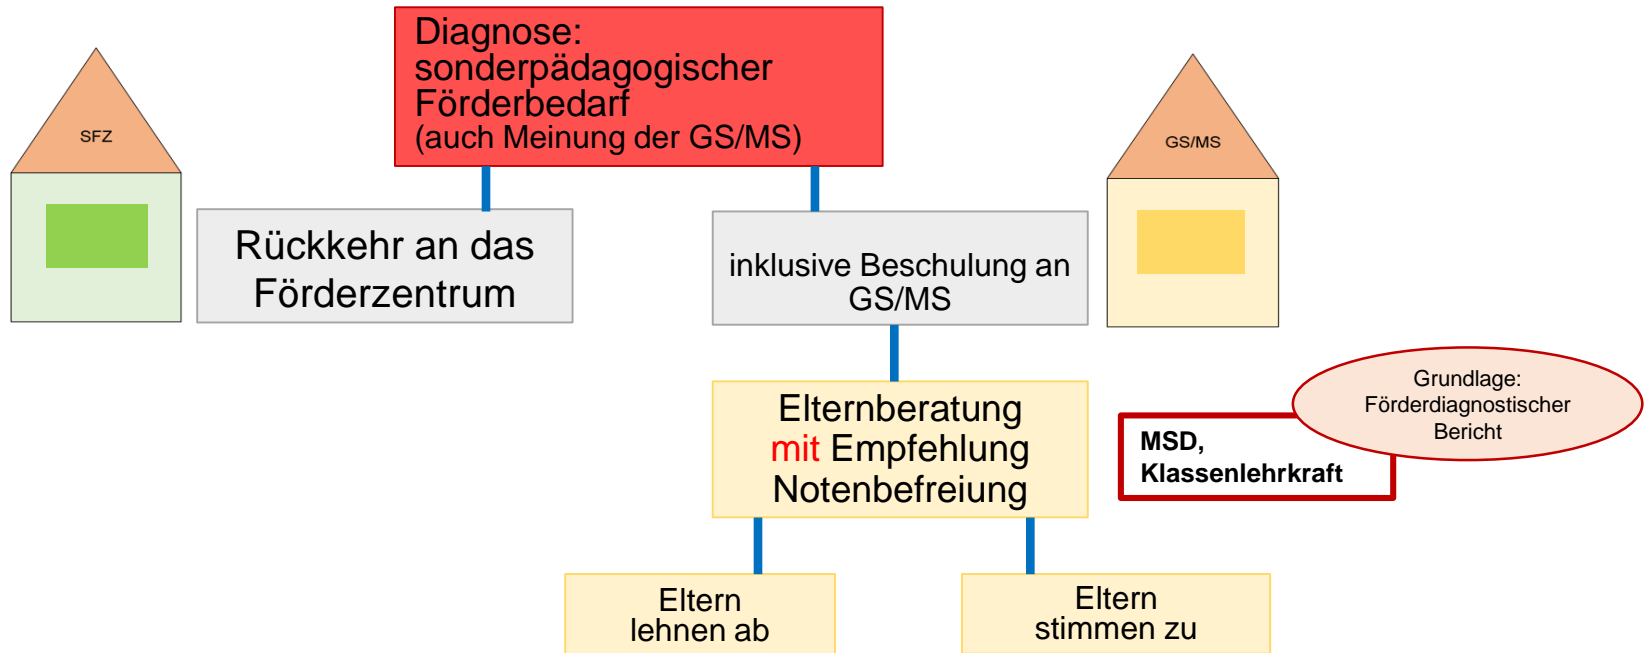 Diagnose:
sonderpädagogischer
Förderbedarf
(auch Meinung der GS/MS)
SFZ
GS/MS
Rückkehr an das
Förderzentrum
inklusive Beschulung an
GS/MS
Elternberatung
mit Empfehlung
Notenbefreiung
Grundlage:
Förderdiagnostischer
Bericht
MSD,
Klassenlehrkraft
Eltern
lehnen ab
Eltern
stimmen zu